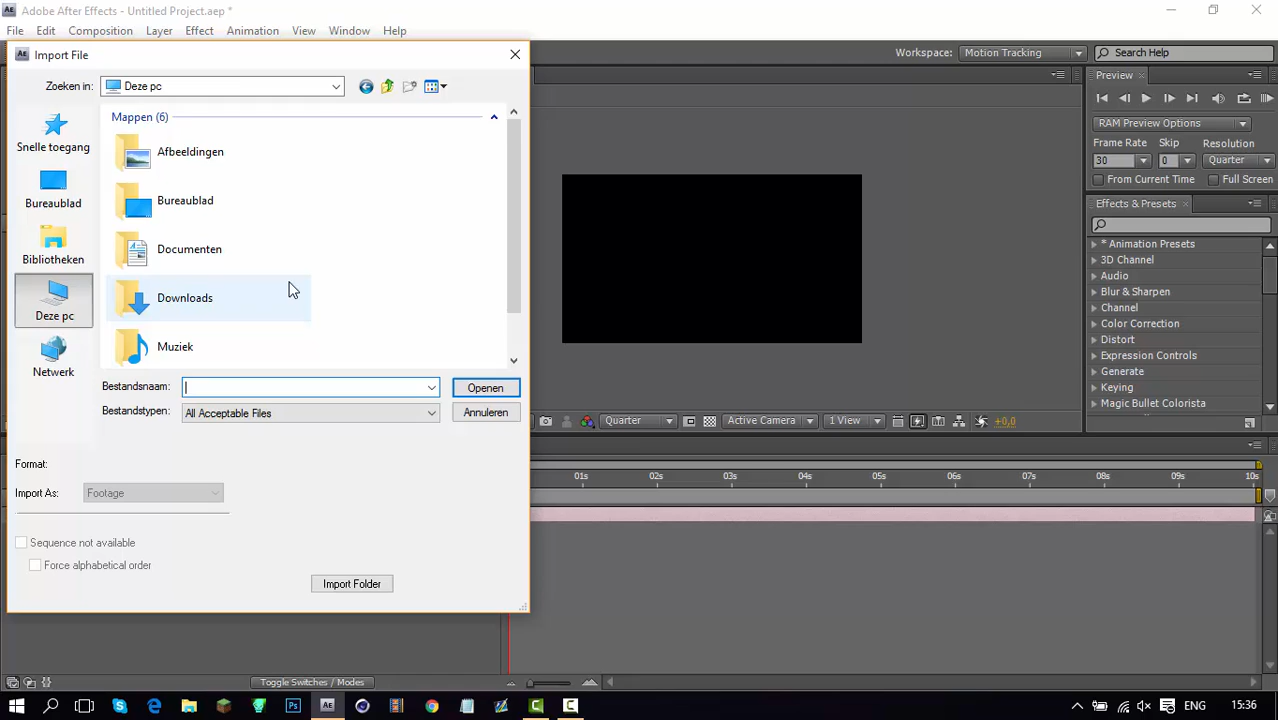 Adobe After Effects - Untitled Project.aep *
File Edit Composition Layer Effect Animation View Window Help
Workspace: Motion Tracking Search Help
Import File
Zoeken in: Deze pc
Snelle toegang
Bureaublad
Bibliotheken
Deze pc
Netwerk
Mappen (6)
Afbeeldingen
Bureaublad
Documenten
Downloads
Muziek
Bestandsnaam: Openen
Bestandstypen: All Acceptable Files Annuleren
Format:
Import As: Footage
Sequence not available
Force alphabetical order
Import Folder
Preview
RAM Preview Options
Frame Rate Skip Resolution
30 0 Quarter
From Current Time Full Screen
Effects & Presets
* Animation Presets
3D Channel
Audio
Blur & Sharpen
Channel
Color Correction
Distort
Expression Controls
Generate
Keying
Magic Bullet Colorista
Quarter Active Camera 1 View +0,0
01s 02s 03s 04s 05s 06s 07s 08s 09s 10s
Toggle Switches / Modes
Ps AE ENG 15:36